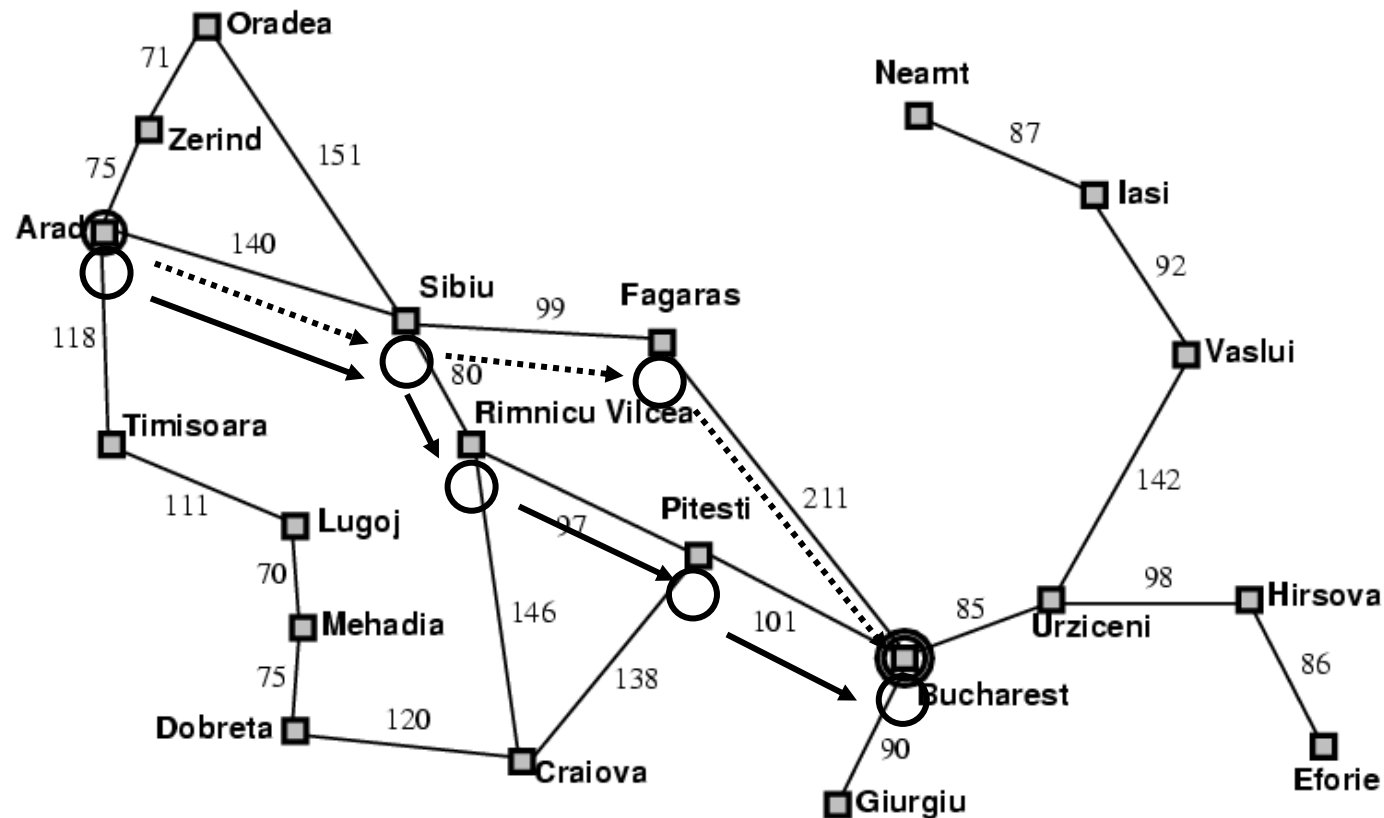 Oradea
71
Neamt
87
Zerind
151
75
Iasi
Arad
140
92
Sibiu
Fagaras
99
118
Vaslui
80
Rimnicu Vilcea
Timisoara
142
211
111
Lugoj
97
Pitesti
70
98
Hirsova
146
101
85
Mehadia
Urziceni
86
75
138
Bucharest
Dobreta
120
90
Craiova
Eforie
Giurgiu